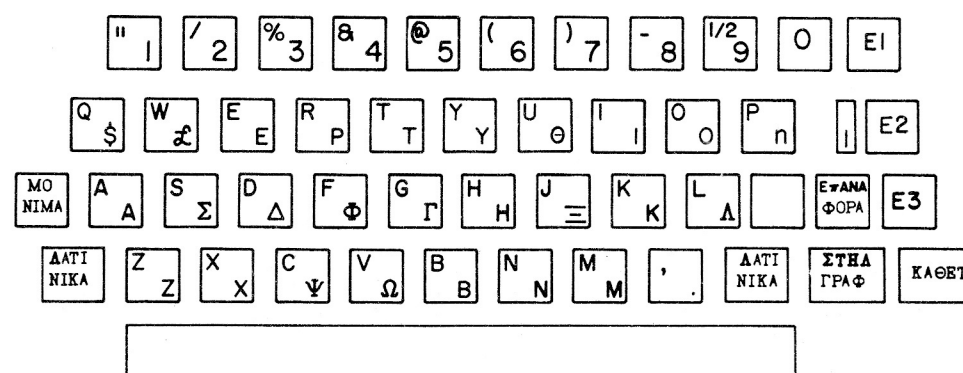 " 1 / 2 % 3 & 4 @ 5 ( 6 ) 7 - 8 1/2 9 0 E1
Q $ W £ E E R P T T Y Y U Θ I I O O P Π | E2
ΜΟ
ΝΙΜΑ
A A S Σ D Δ F Φ G Γ H H J Ξ K K L Λ
ΕπΑΝΑ
ΦΟΡΑ
E3
ΛΑΤΙ
ΝΙΚΑ
Z Z X X C Ψ V Ω B B N N M M , .
ΛΑΤΙ
ΝΙΚΑ
ΣΤΗΛ
ΓΡΑΦ
ΚΑΘΕΤ